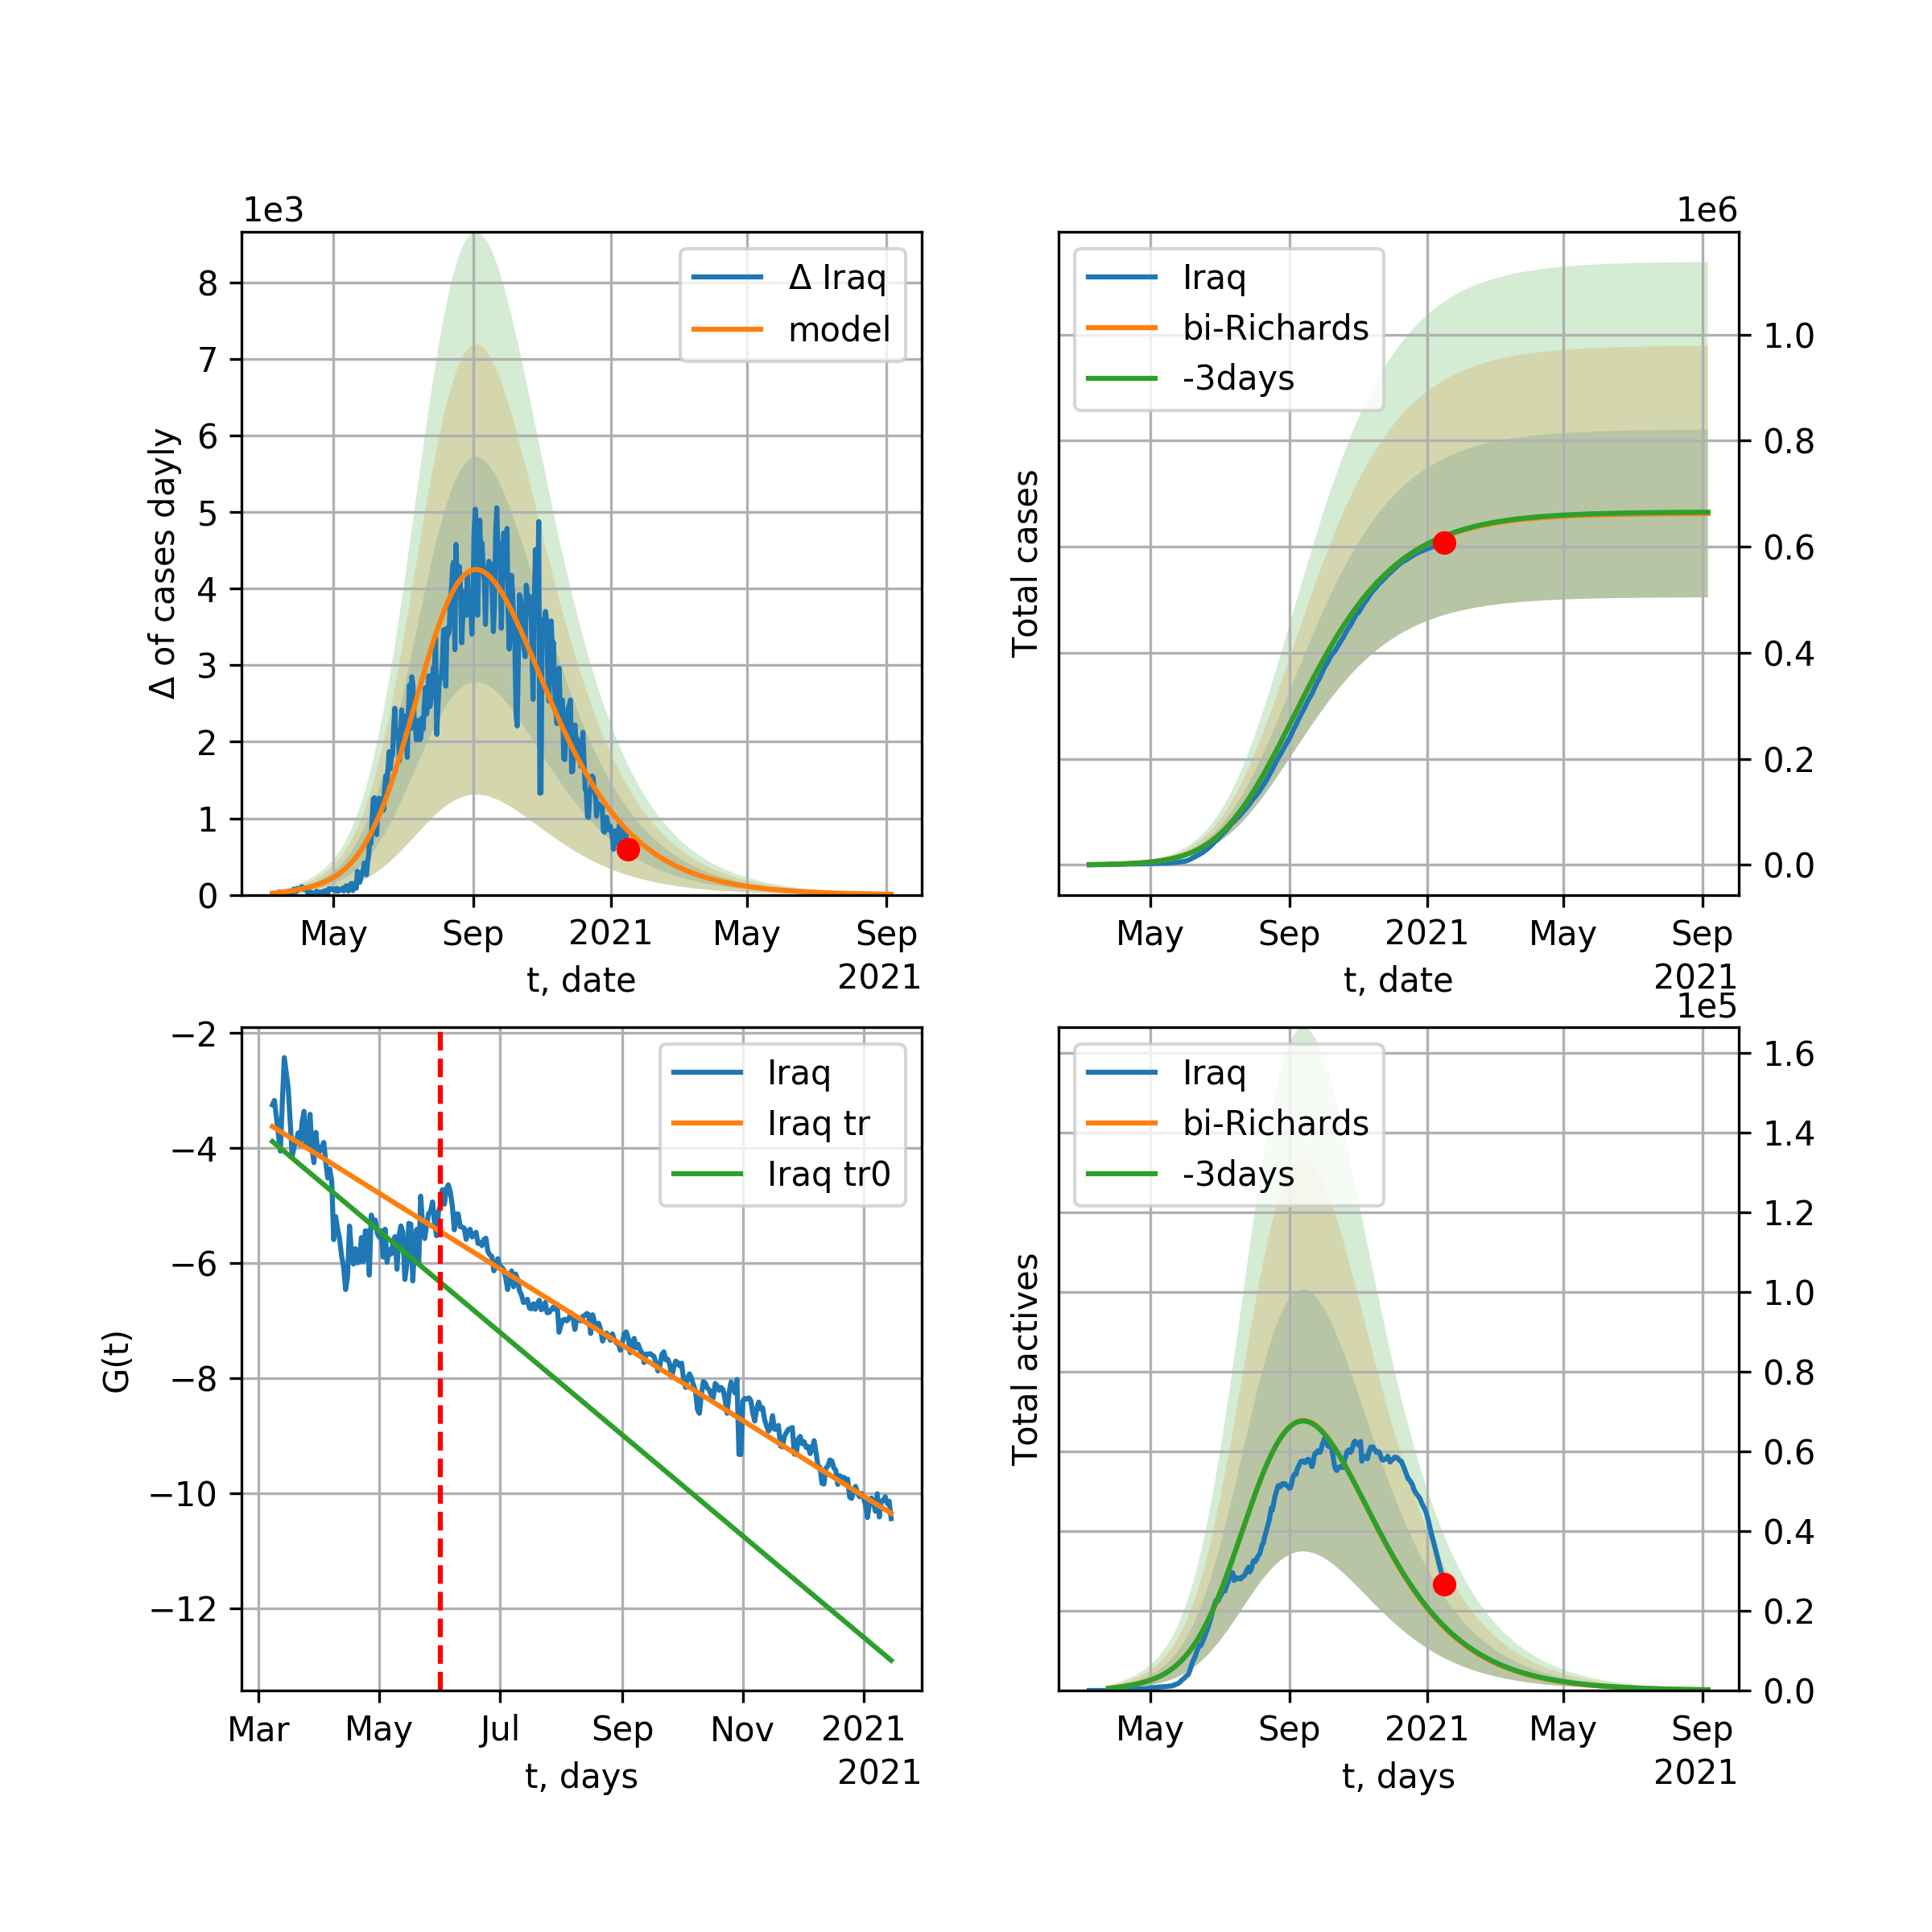 1e3
Δ of cases dayly
8
7
6
5
4
3
2
1
0
Δ Iraq
model
May
Sep
2021
May
Sep
t, date
2021
1e6
Total cases
Iraq
bi-Richards
-3days
1.0
0.8
0.6
0.4
0.2
0.0
May
Sep
2021
May
Sep
t, date
2021
G(t)
−2
−4
−6
−8
−10
−12
Iraq
Iraq tr
Iraq tr0
Mar
May
Jul
Sep
Nov
2021
t, days
2021
1e5
Total actives
Iraq
bi-Richards
-3days
1.6
1.4
1.2
1.0
0.8
0.6
0.4
0.2
0.0
May
Sep
2021
May
Sep
t, days
2021